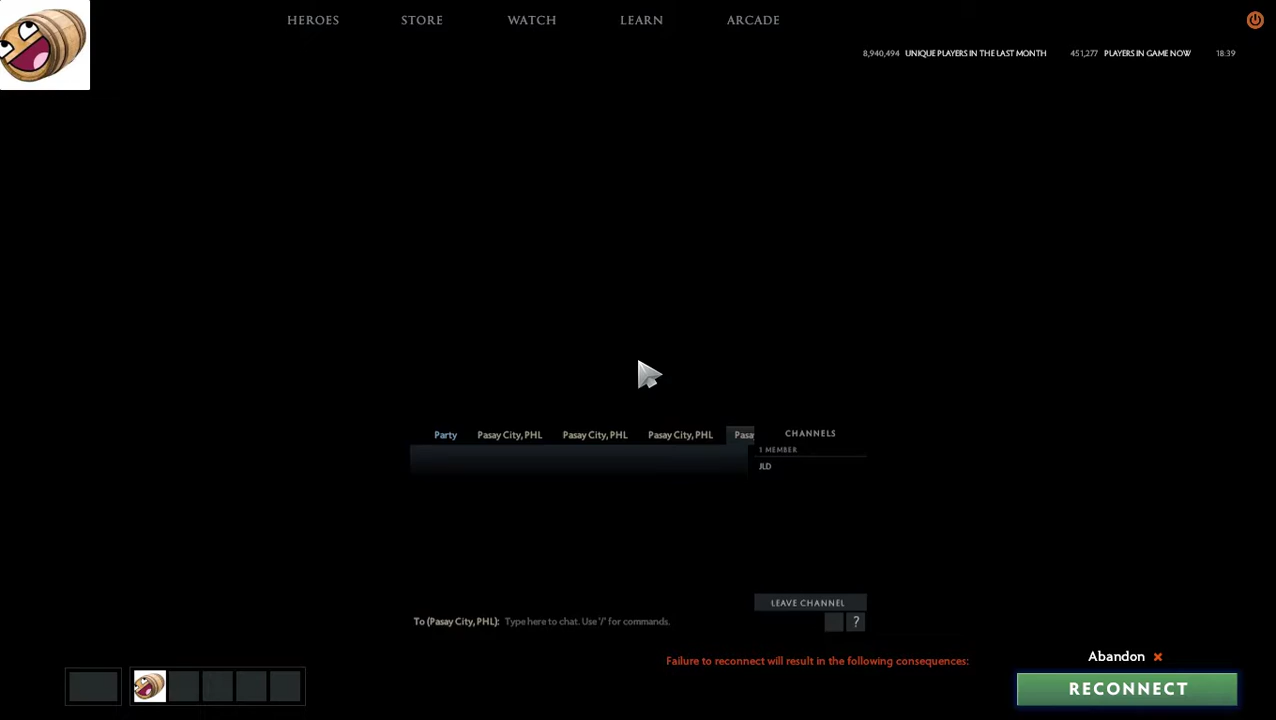 HEROES STORE WATCH LEARN ARCADE
8,940,494 UNIQUE PLAYERS IN THE LAST MONTH 451,277 PLAYERS IN GAME NOW 18:39
Party Pasay City, PHL Pasay City, PHL Pasay City, PHL Pasay
CHANNELS
1 MEMBER
JLD
LEAVE CHANNEL
To (Pasay City, PHL): Type here to chat. Use '/' for commands. ?
Failure to reconnect will result in the following consequences:
Abandon ×
RECONNECT